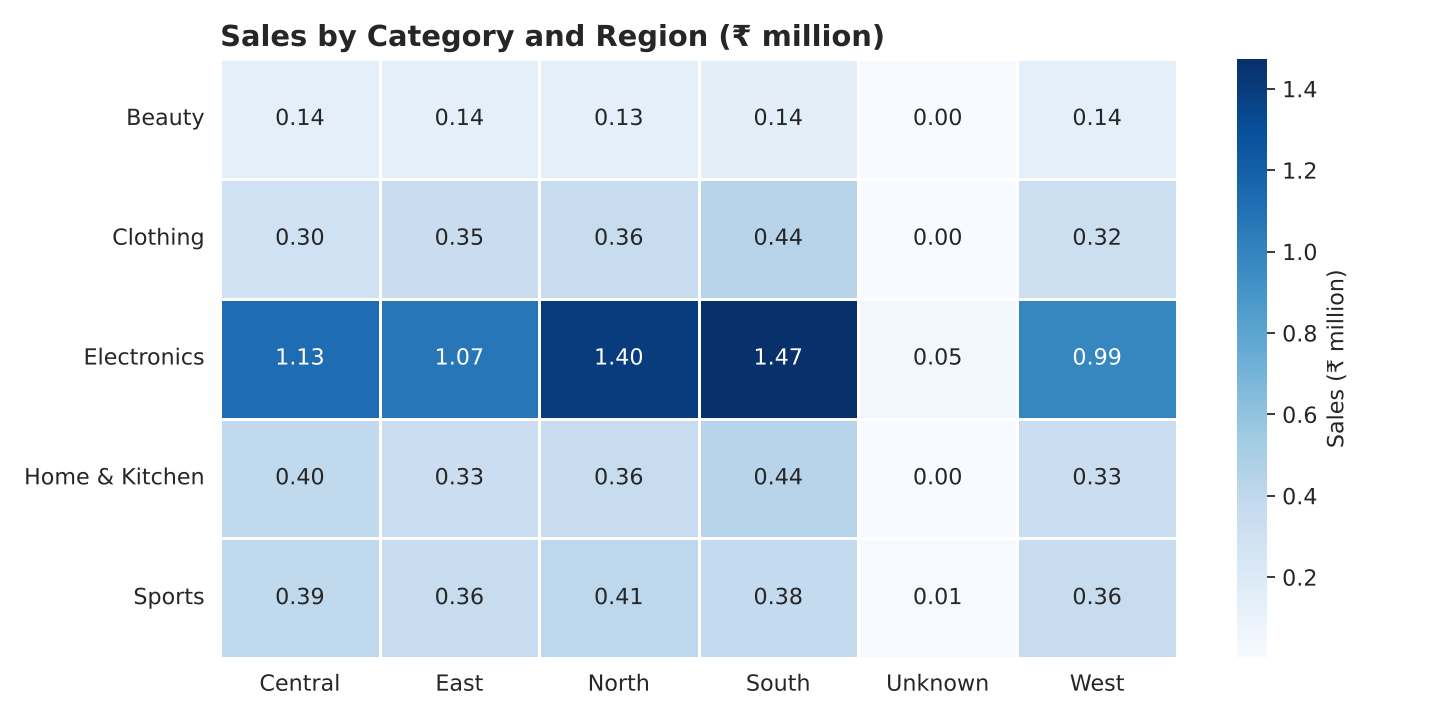 Sales by Category and Region (₹ million)
Beauty 0.14 0.14 0.13 0.14 0.00 0.14
Clothing 0.30 0.35 0.36 0.44 0.00 0.32
Electronics 1.13 1.07 1.40 1.47 0.05 0.99
Home & Kitchen 0.40 0.33 0.36 0.44 0.00 0.33
Sports 0.39 0.36 0.41 0.38 0.01 0.36
Central East North South Unknown West
1.4
1.2
1.0
0.8
0.6
0.4
0.2
Sales (₹ million)